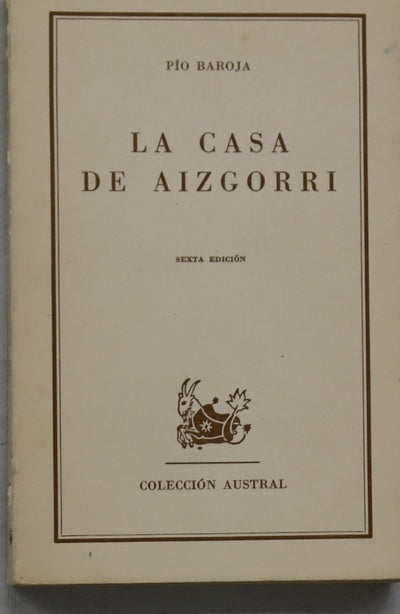 PÍO BAROJA
LA CASA
DE AIZGORRI
SEXTA EDICIÓN
COLECCIÓN AUSTRAL